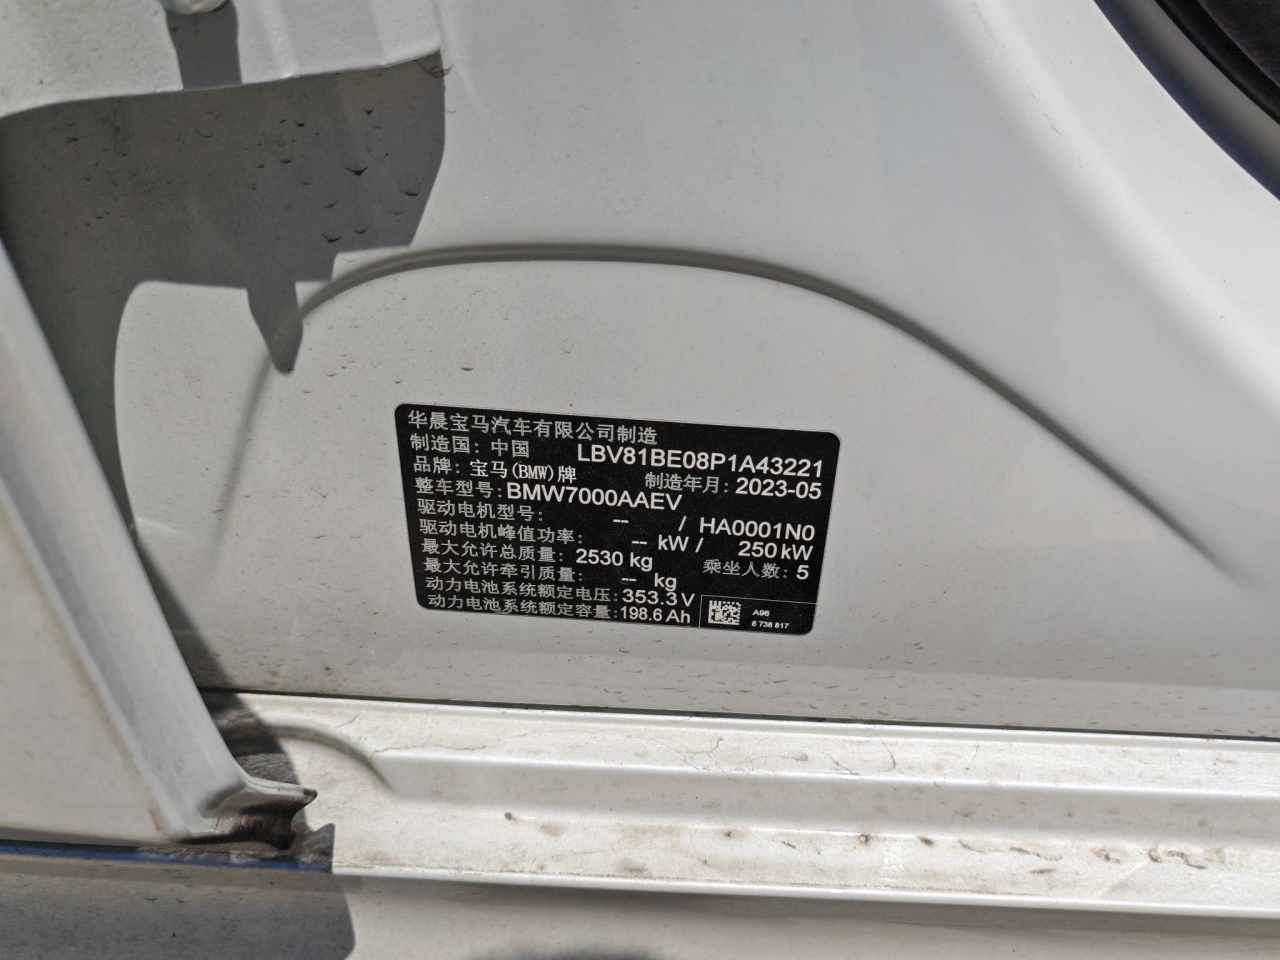 华晨宝马汽车有限公司制造
制造国: 中国 LBV81BE08P1A43221
品牌: 宝马(BMW)牌 制造年月: 2023-05
整车型号: BMW7000AAEV
驱动电机型号: -- / HA0001N0
驱动电机峰值功率: -- kW / 250 kW
最大允许总质量: 2530 kg 乘坐人数: 5
最大允许牵引质量: -- kg
动力电池系统额定电压: 353.3 V
动力电池系统额定容量: 198.6 Ah
A96
8 738 817